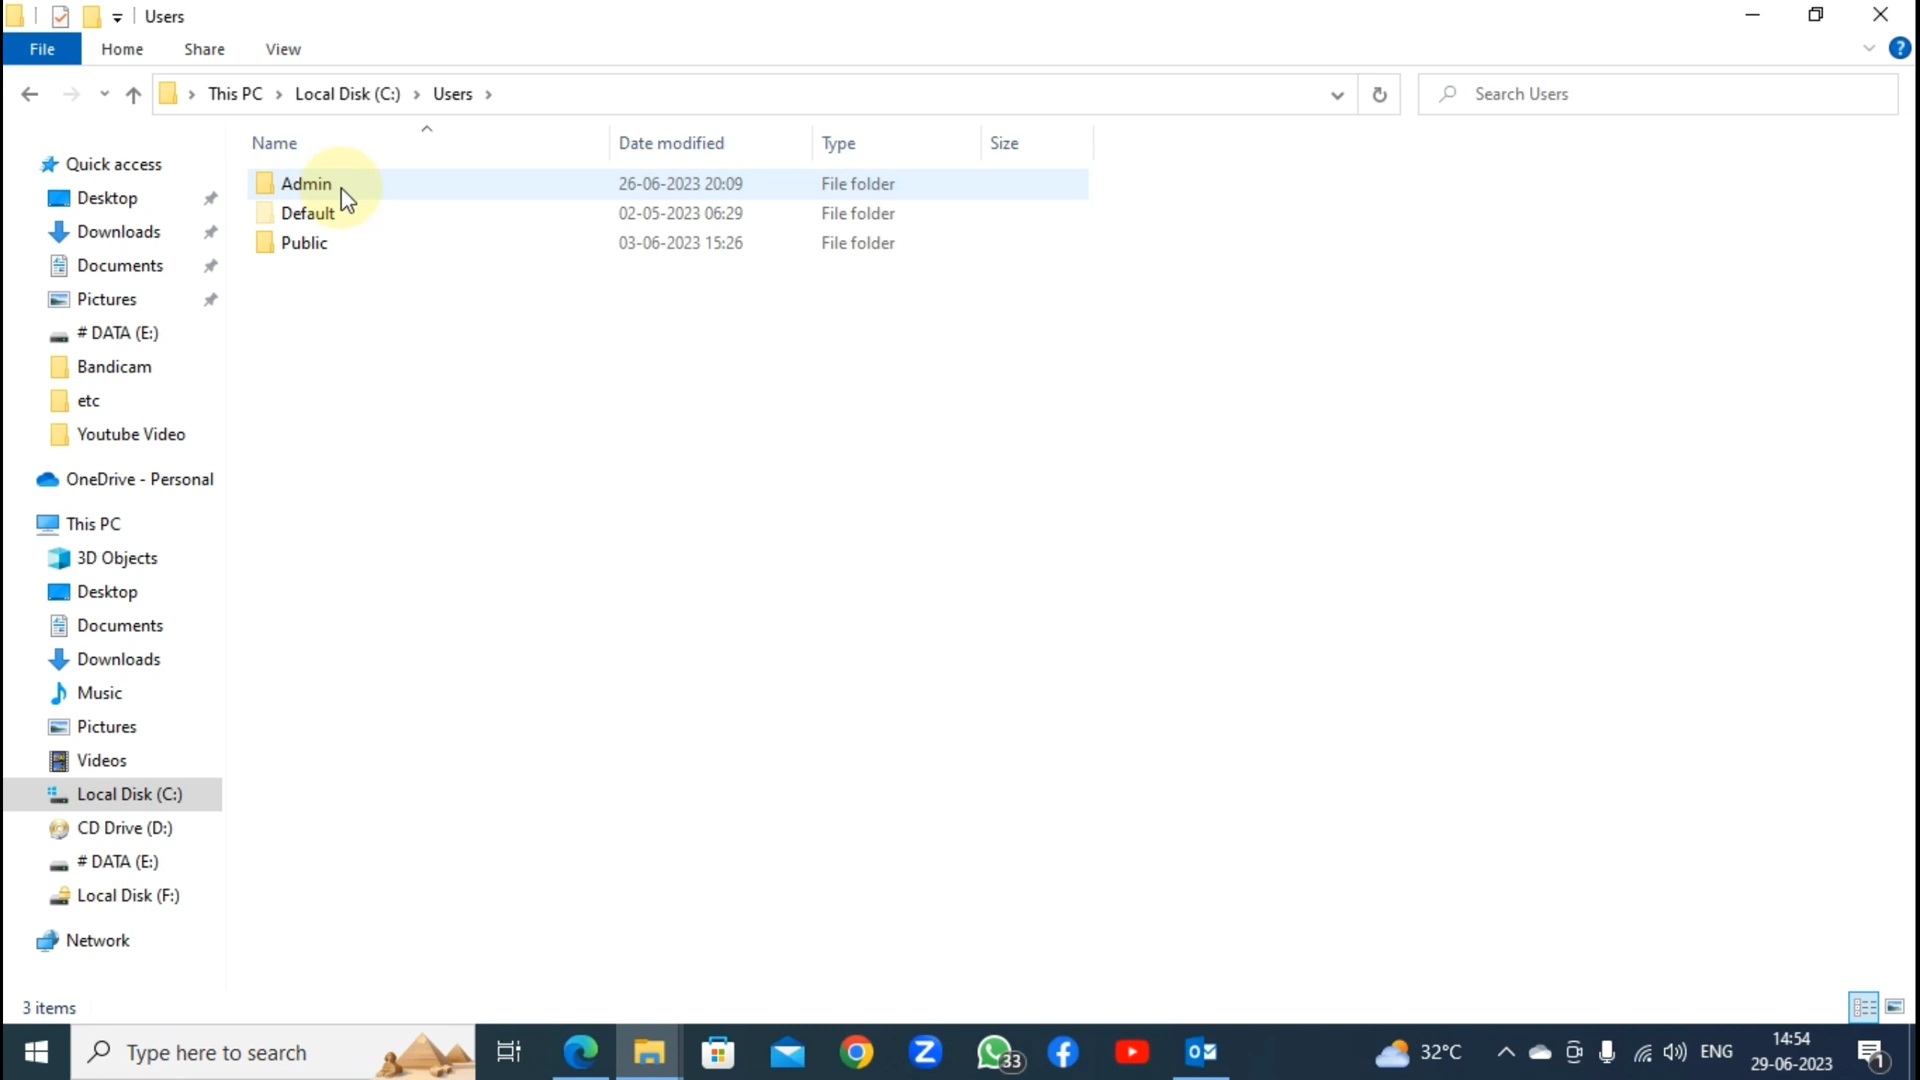 Users
File Home Share View
This PC Local Disk (C:) Users
Search Users
Name Date modified Type Size
Admin 26-06-2023 20:09 File folder
Default 02-05-2023 06:29 File folder
Public 03-06-2023 15:26 File folder
Quick access
Desktop
Downloads
Documents
Pictures
# DATA (E:)
Bandicam
etc
Youtube Video
OneDrive - Personal
This PC
3D Objects
Desktop
Documents
Downloads
Music
Pictures
Videos
Local Disk (C:)
CD Drive (D:)
# DATA (E:)
Local Disk (F:)
Network
3 items
Type here to search
33
32°C
ENG
14:54
29-06-2023
1